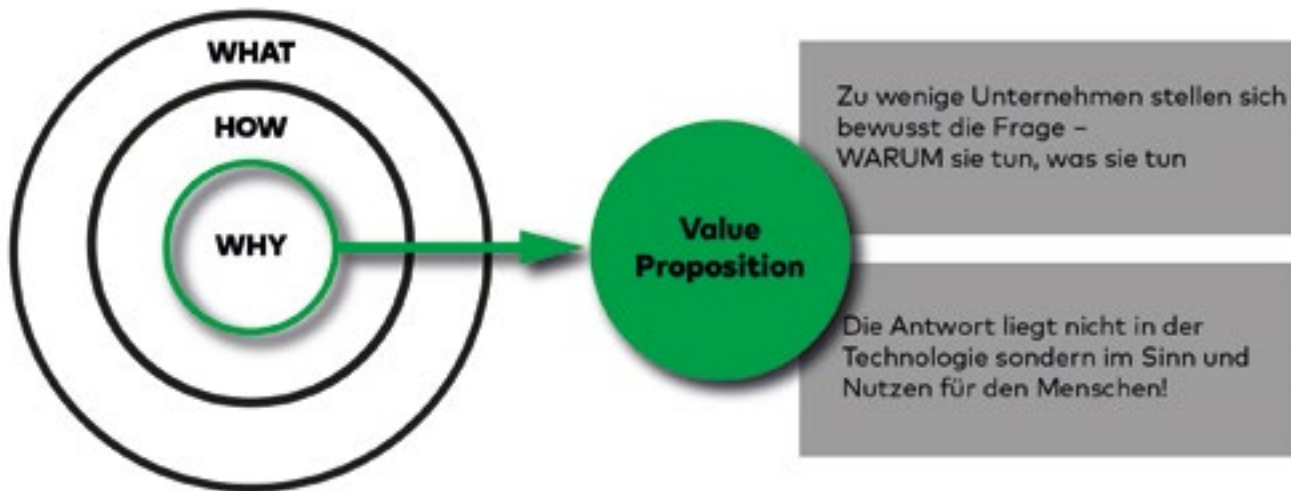 WHAT
HOW
WHY
Value
Proposition
Zu wenige Unternehmen stellen sich
bewusst die Frage –
WARUM sie tun, was sie tun
Die Antwort liegt nicht in der
Technologie sondern im Sinn und
Nutzen für den Menschen!